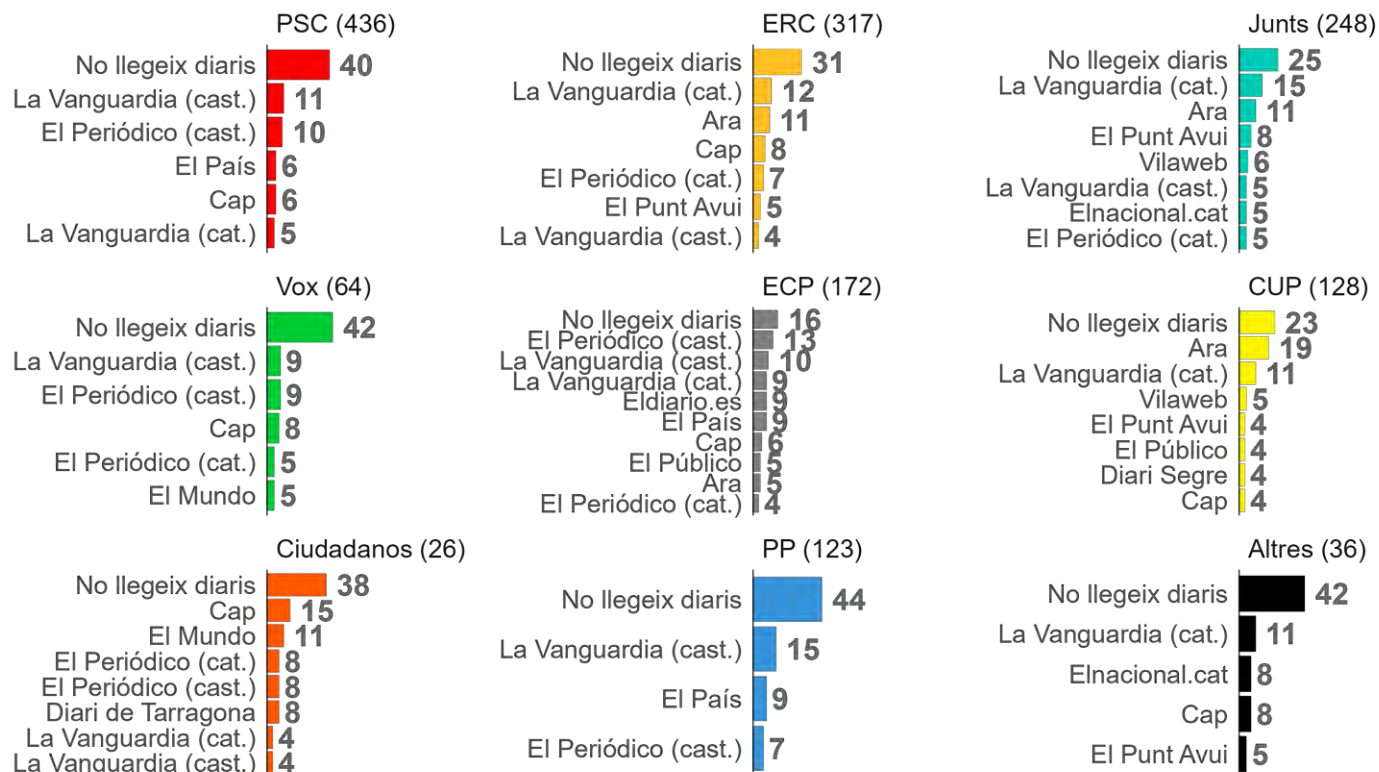 PSC (436)
No llegeix diaris 40
La Vanguardia (cast.) 11
El Periódico (cast.) 10
El País 6
Cap 6
La Vanguardia (cat.) 5
ERC (317)
No llegeix diaris 31
La Vanguardia (cat.) 12
Ara 11
Cap 8
El Periódico (cat.) 7
El Punt Avui 5
La Vanguardia (cast.) 4
Junts (248)
No llegeix diaris 25
La Vanguardia (cat.) 15
Ara 11
El Punt Avui 8
Vilaweb 6
La Vanguardia (cast.) 5
Elnacional.cat 5
El Periódico (cat.) 5
Vox (64)
No llegeix diaris 42
La Vanguardia (cast.) 9
El Periódico (cast.) 9
Cap 8
El Periódico (cat.) 5
El Mundo 5
ECP (172)
No llegeix diaris 16
El Periódico (cast.) 13
La Vanguardia (cast.) 10
La Vanguardia (cat.) 9
Eldiario.es 9
El País 9
Cap 6
El Público 5
Ara 5
El Periódico (cat.) 4
CUP (128)
No llegeix diaris 23
Ara 19
La Vanguardia (cat.) 11
Vilaweb 5
El Punt Avui 4
El Público 4
Diari Segre 4
Cap 4
Ciudadanos (26)
No llegeix diaris 38
Cap 15
El Mundo 11
El Periódico (cat.) 8
El Periódico (cast.) 8
Diari de Tarragona 8
La Vanguardia (cat.) 4
La Vanguardia (cast.) 4
PP (123)
No llegeix diaris 44
La Vanguardia (cast.) 15
El País 9
El Periódico (cast.) 7
Altres (36)
No llegeix diaris 42
La Vanguardia (cat.) 11
Elnacional.cat 8
Cap 8
El Punt Avui 5